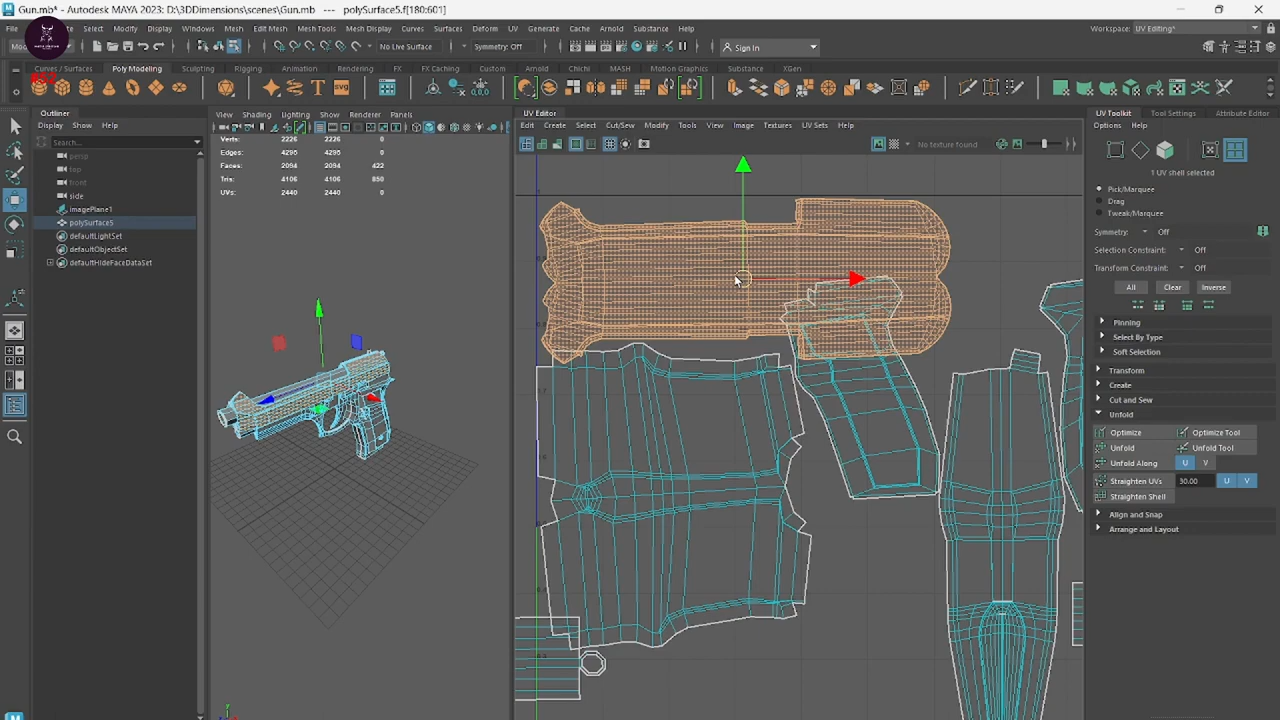 Gun.mb* - Autodesk MAYA 2023: D:\3DDimensions\scenes\Gun.mb --- polySurface5.f[180:601]
File Select Modify Display Windows Mesh Edit Mesh Mesh Tools Mesh Display Curves Surfaces Deform UV Generate Cache Arnold Substance Help
Workspace: UV Editing*
No Live Surface Symmetry: Off Sign In
Curves / Surfaces Poly Modeling Sculpting Rigging Animation Rendering FX FX Caching Custom Arnold Chichi MASH Motion Graphics Substance XGen
Outliner
Display Show Help
Search...
persp
top
front
side
imagePlane1
polySurface5
defaultLightSet
defaultObjectSet
defaultHideFaceDataSet
View Shading Lighting Show Renderer Panels
Verts: 2226 2226 0
Edges: 4295 4295 0
Faces: 2094 2094 422
Tris: 4106 4106 850
UVs: 2440 2440 0
UV Editor
Edit Create Select Cut/Sew Modify Tools View Image Textures UV Sets Help
No texture found
UV Toolkit Tool Settings Attribute Editor
Options Help
1 UV shell selected
Pick/Marquee
Drag
Tweak/Marquee
Symmetry: Off
Selection Constraint: Off
Transform Constraint: Off
All Clear Inverse
Pinning
Select By Type
Soft Selection
Transform
Create
Cut and Sew
Unfold
Optimize Optimize Tool
Unfold Unfold Tool
Unfold Along U V
Straighten UVs 30.00 U V
Straighten Shell
Align and Snap
Arrange and Layout